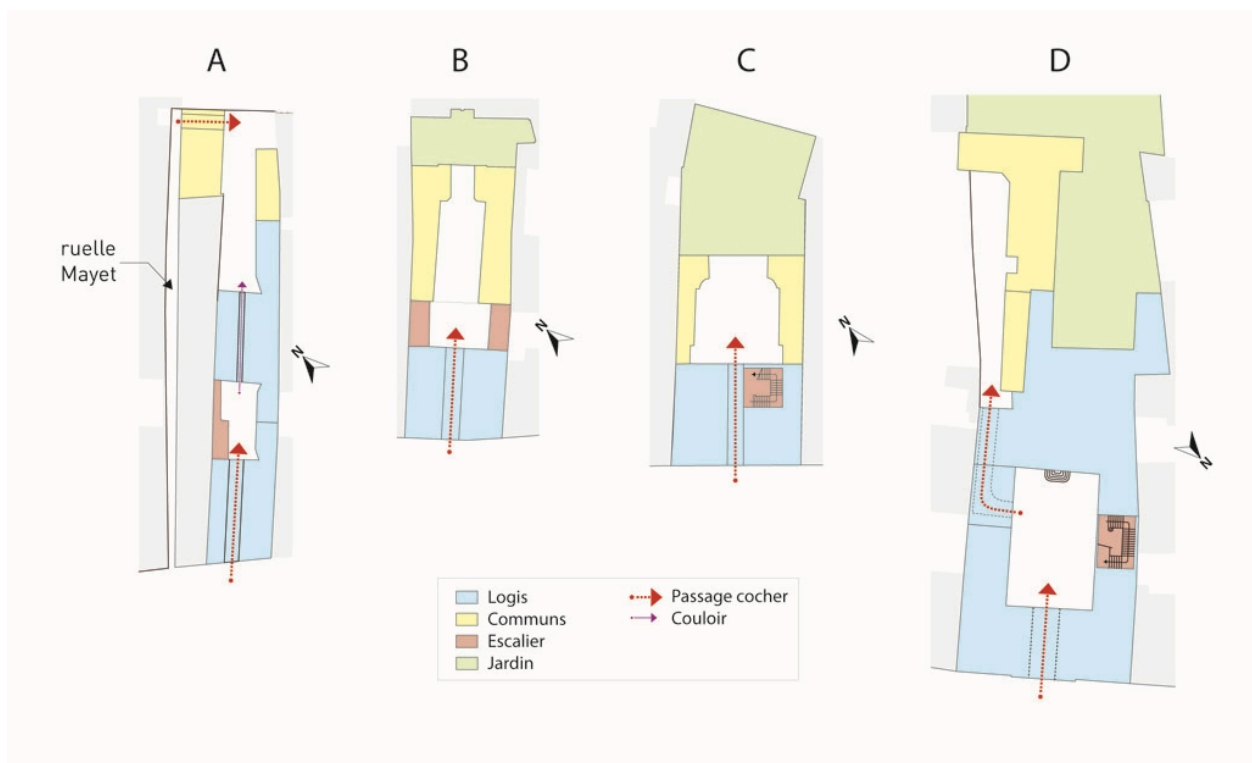 A
B
C
D
ruelle
Mayet
N
N
N
N
Logis
Communs
Escalier
Jardin
Passage cocher
Couloir